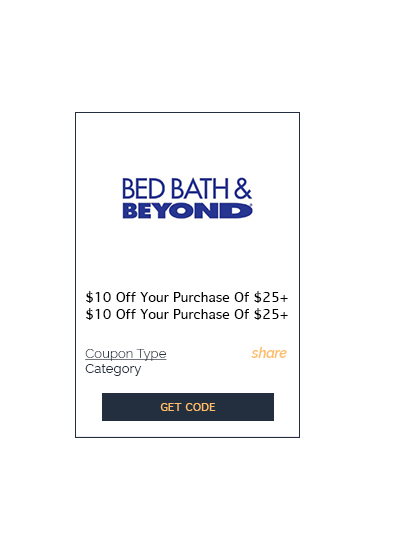 BED BATH &
BEYOND
$10 Off Your Purchase Of $25+
$10 Off Your Purchase Of $25+
Coupon Type share
Category
GET CODE